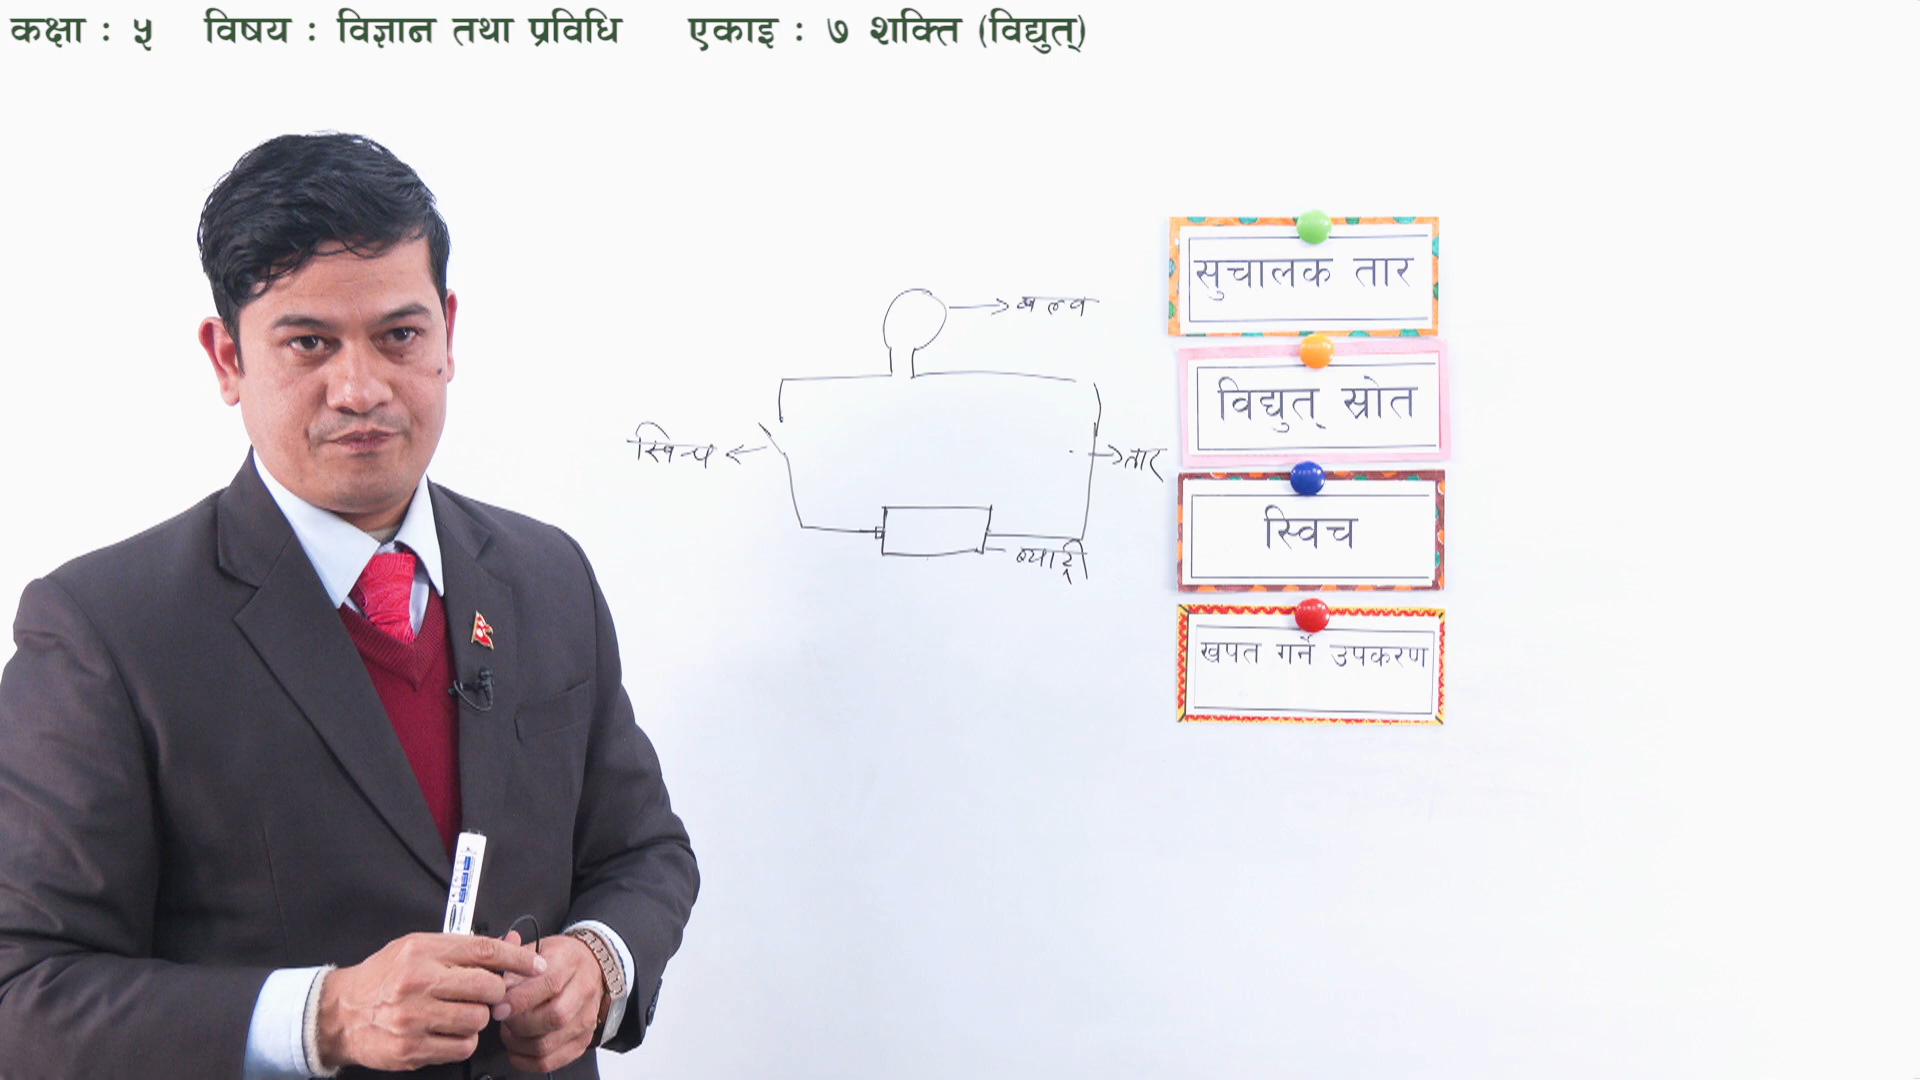 कक्षा : ५ विषय : विज्ञान तथा प्रविधि एकाइ : ७ शक्ति (विद्युत्)
सुचालक तार
बल्व
विद्युत् स्रोत
स्विच
तार
स्विच
ब्याट्री
खपत गर्ने उपकरण